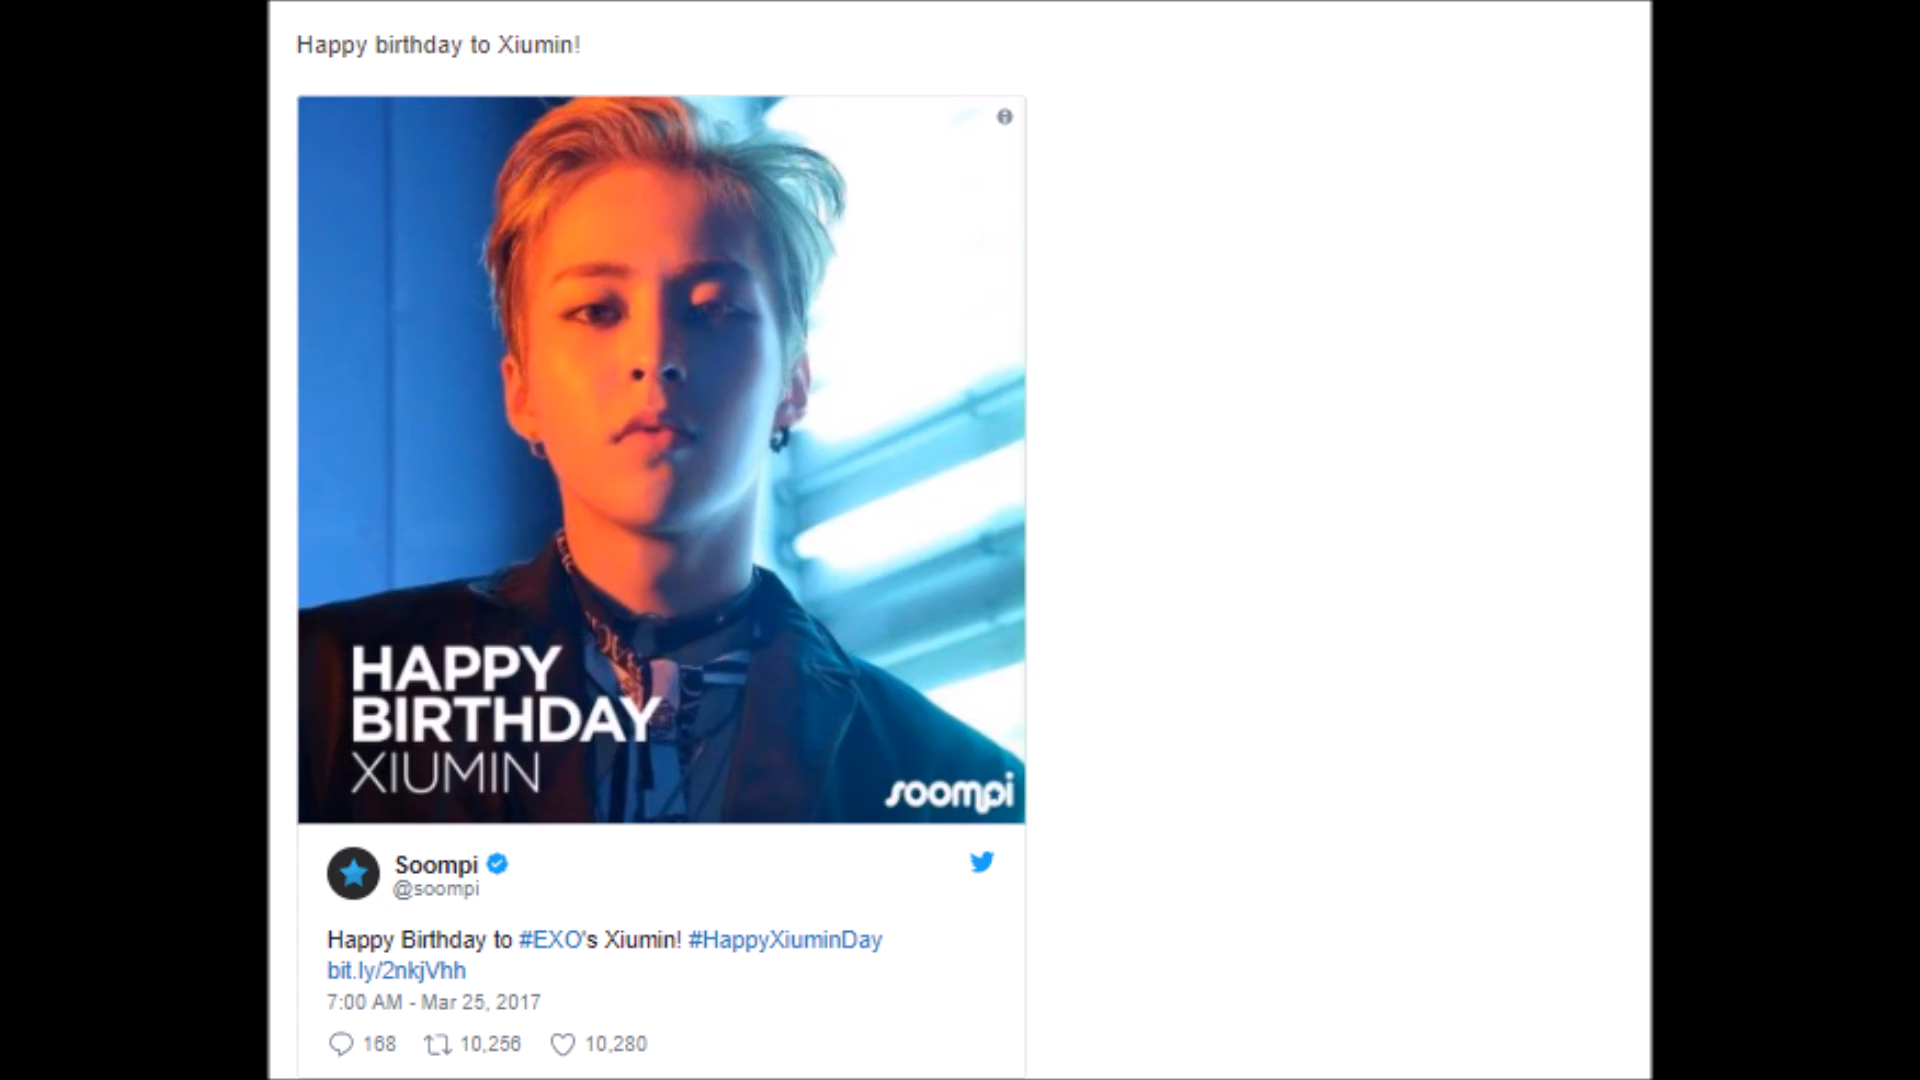 Happy birthday to Xiumin!
HAPPY
BIRTHDAY
XIUMIN
soompi
Soompi
@soompi
Happy Birthday to #EXO's Xiumin! #HappyXiuminDay
bit.ly/2nkjVhh
7:00 AM - Mar 25, 2017
168 10,256 10,280